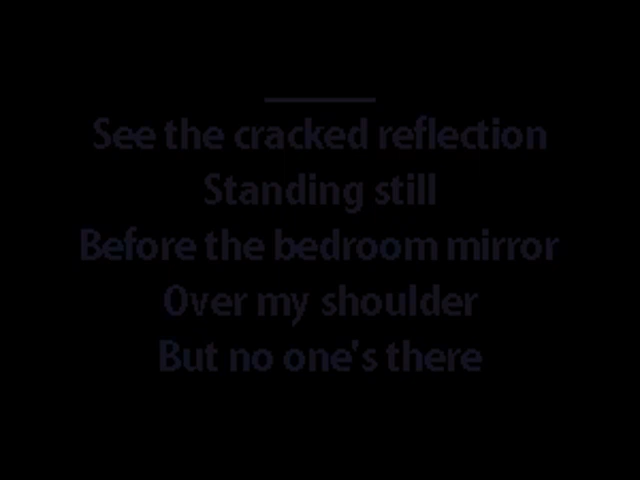 See the cracked reflection
Standing still
Before the bedroom mirror
Over my shoulder
But no one's there